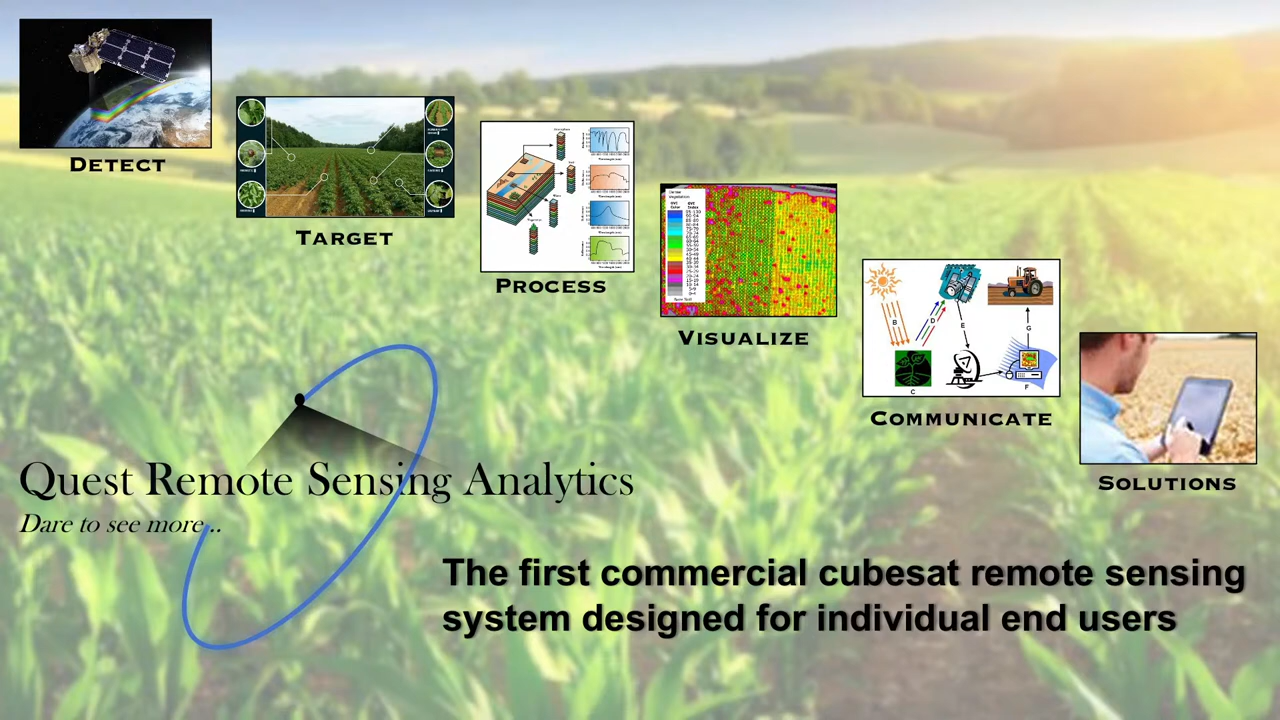 DETECT
TARGET
PROCESS
VISUALIZE
B
D
E
G
C
F
COMMUNICATE
SOLUTIONS
Quest Remote Sensing Analytics
Dare to see more ..
The first commercial cubesat remote sensing
system designed for individual end users